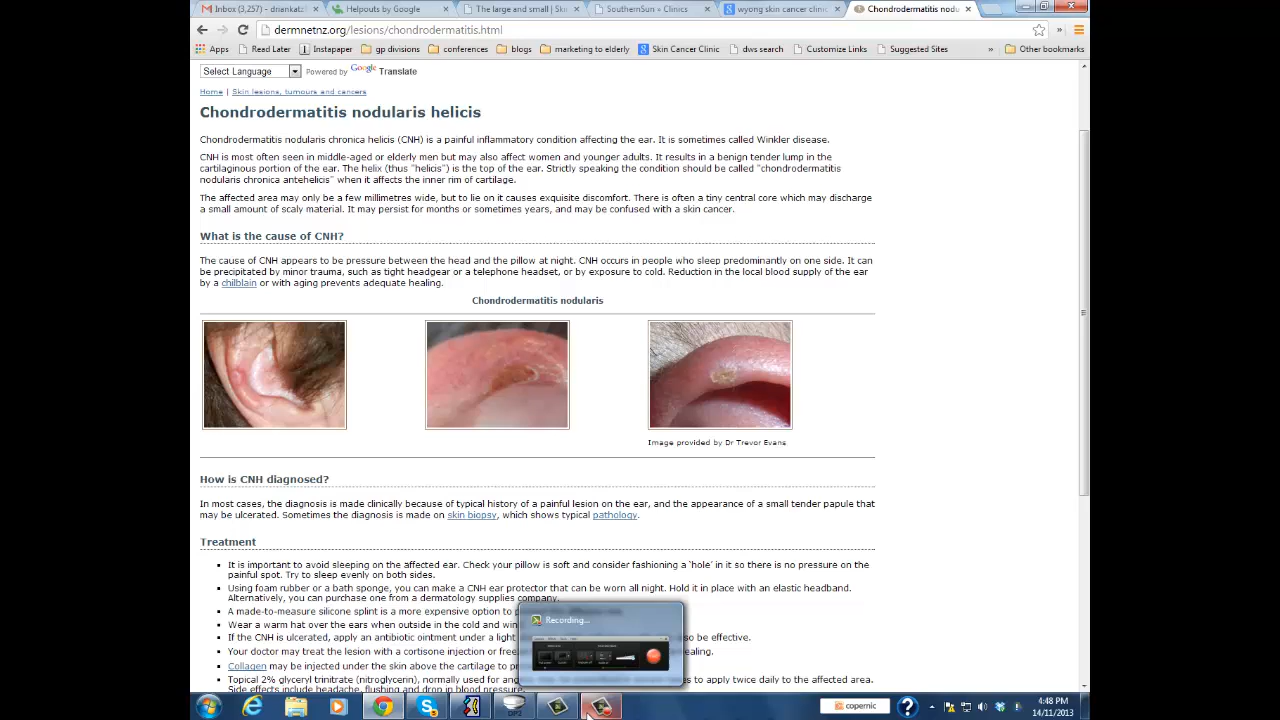 Inbox (3,257) - driankatz
Helpouts by Google
The large and small | Skin
SouthernSun « Clinics
wyong skin cancer clinic
Chondrodermatitis nodu
dermnetnz.org/lesions/chondrodermatitis.html
Apps Read Later Instapaper gp divisions conferences blogs marketing to elderly Skin Cancer Clinic dws search Customize Links Suggested Sites » Other bookmarks
Select Language Powered by Google Translate
Home | Skin lesions, tumours and cancers
Chondrodermatitis nodularis helicis
Chondrodermatitis nodularis chronica helicis (CNH) is a painful inflammatory condition affecting the ear. It is sometimes called Winkler disease.
CNH is most often seen in middle-aged or elderly men but may also affect women and younger adults. It results in a benign tender lump in the
cartilaginous portion of the ear. The helix (thus "helicis") is the top of the ear. Strictly speaking the condition should be called "chondrodermatitis
nodularis chronica antehelicis" when it affects the inner rim of cartilage.
The affected area may only be a few millimetres wide, but to lie on it causes exquisite discomfort. There is often a tiny central core which may discharge
a small amount of scaly material. It may persist for months or sometimes years, and may be confused with a skin cancer.
What is the cause of CNH?
The cause of CNH appears to be pressure between the head and the pillow at night. CNH occurs in people who sleep predominantly on one side. It can
be precipitated by minor trauma, such as tight headgear or a telephone headset, or by exposure to cold. Reduction in the local blood supply of the ear
by a chilblain or with aging prevents adequate healing.
Chondrodermatitis nodularis
Image provided by Dr Trevor Evans
How is CNH diagnosed?
In most cases, the diagnosis is made clinically because of typical history of a painful lesion on the ear, and the appearance of a small tender papule that
may be ulcerated. Sometimes the diagnosis is made on skin biopsy, which shows typical pathology.
Treatment
It is important to avoid sleeping on the affected ear. Check your pillow is soft and consider fashioning a 'hole' in it so there is no pressure on the
painful spot. Try to sleep evenly on both sides.
Using foam rubber or a bath sponge, you can make a CNH ear protector that can be worn all night. Hold it in place with an elastic headband.
Alternatively, you can purchase one from a dermatology supplies company.
A made-to-measure silicone splint is a more expensive option to
Wear a warm hat over the ears when outside in the cold and win
If the CNH is ulcerated, apply an antibiotic ointment under a light so be effective.
Your doctor may treat the lesion with a cortisone injection or freez healing.
Collagen may be injected under the skin above the cartilage to pr
Topical 2% glyceryl trinitrate (nitroglycerin), normally used for to apply twice daily to the affected area.
Side effects include headache, flushing and drop in blood pressure.
Recording...
DP2
copernic
4:48 PM
14/11/2013